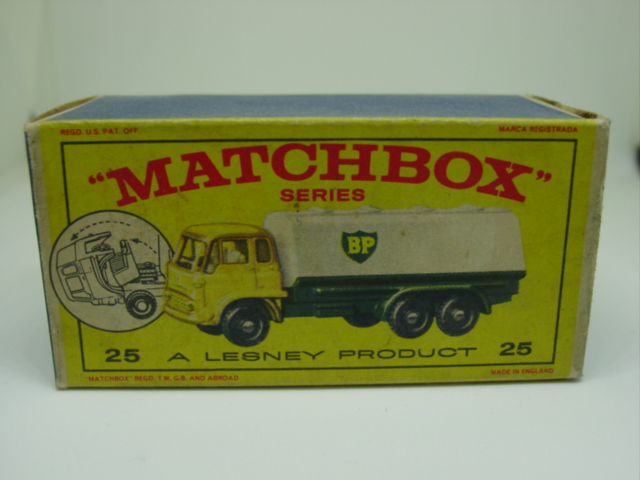 REGD. U.S. PAT. OFF. MARCA REGISTRADA
"MATCHBOX"
SERIES
BP
25 A LESNEY PRODUCT 25
"MATCHBOX" REGD. T.M. G.B. AND ABROAD MADE IN ENGLAND